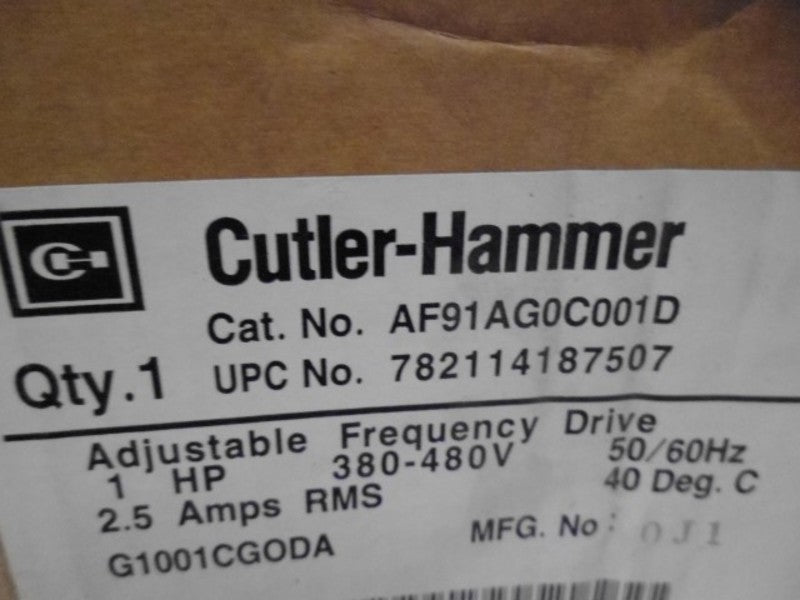 Cutler-Hammer
Cat. No. AF91AG0C001D
Qty.1 UPC No. 782114187507
Adjustable Frequency Drive
1 HP 380-480V 50/60Hz
2.5 Amps RMS 40 Deg. C
G1001CGODA MFG. No: 0J1